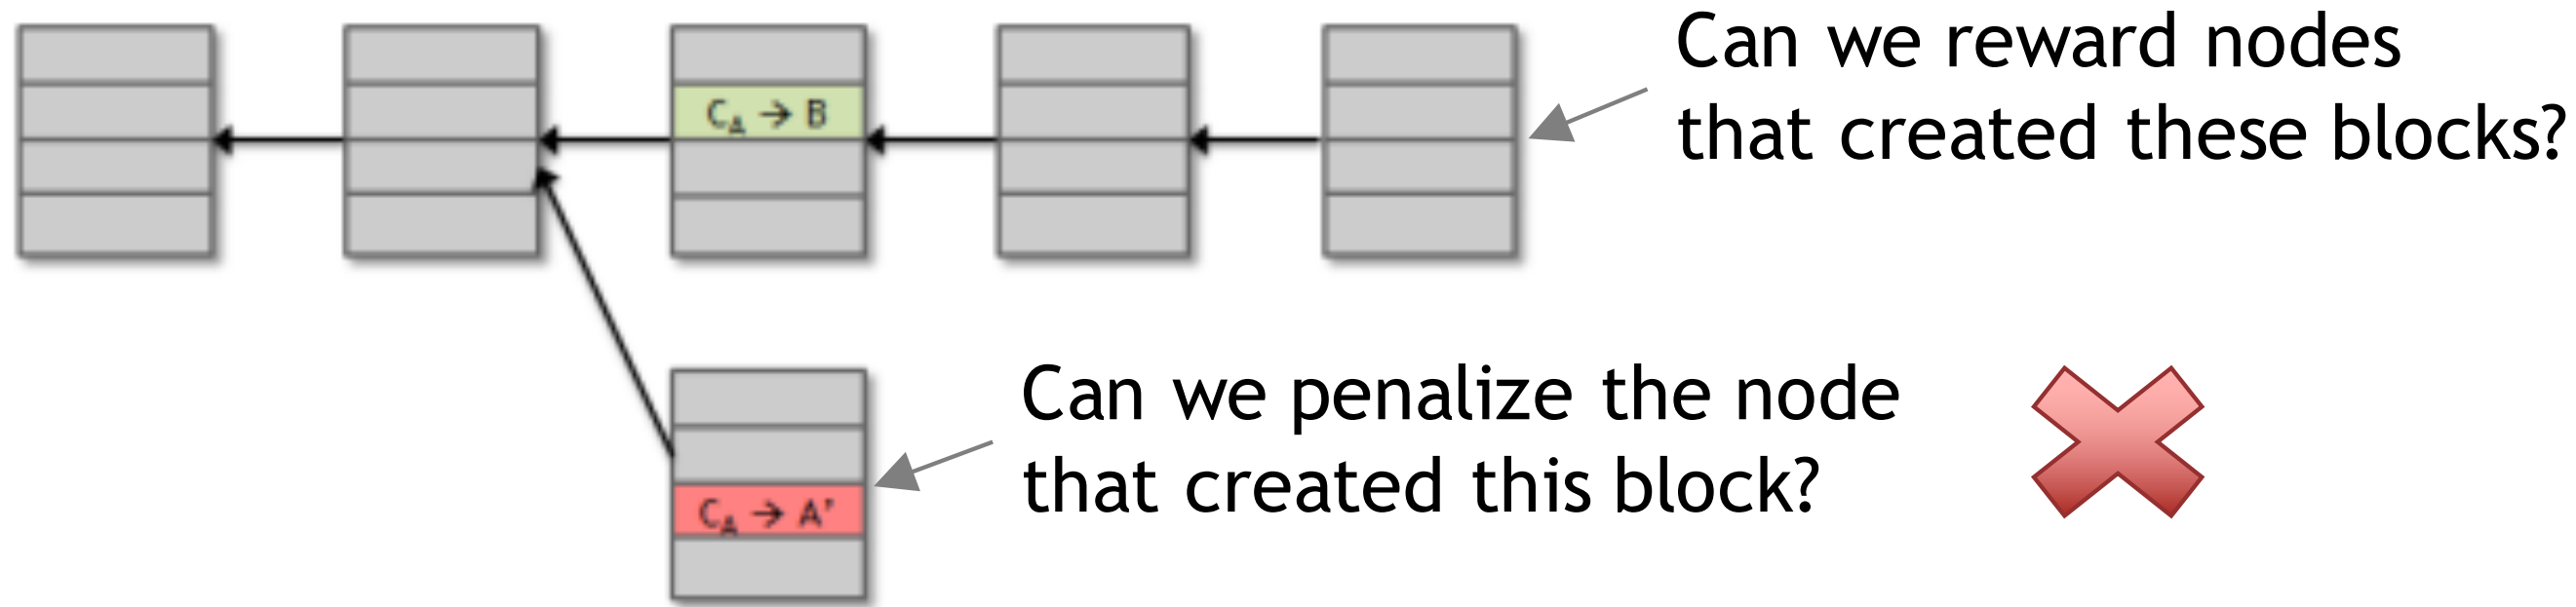 Can we reward nodes
that created these blocks?
C_A → B
Can we penalize the node
that created this block?
C_A → A'